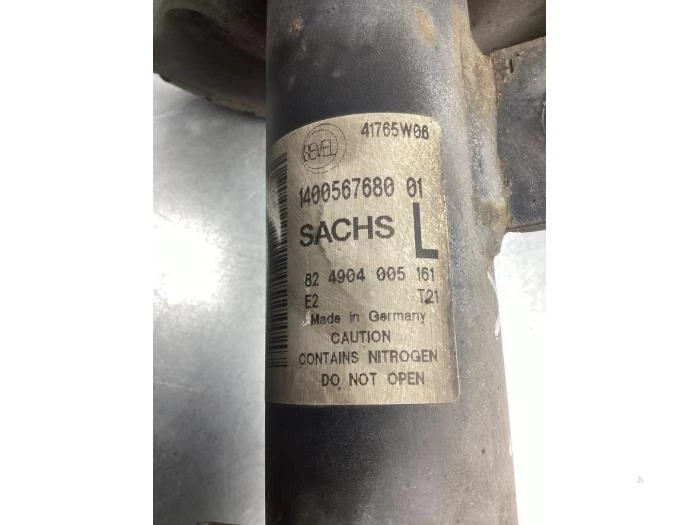 SEVEL
41765W06
1400567680 01
SACHS L
82 4904 005 161
E2 T21
Made in Germany
CAUTION
CONTAINS NITROGEN
DO NOT OPEN